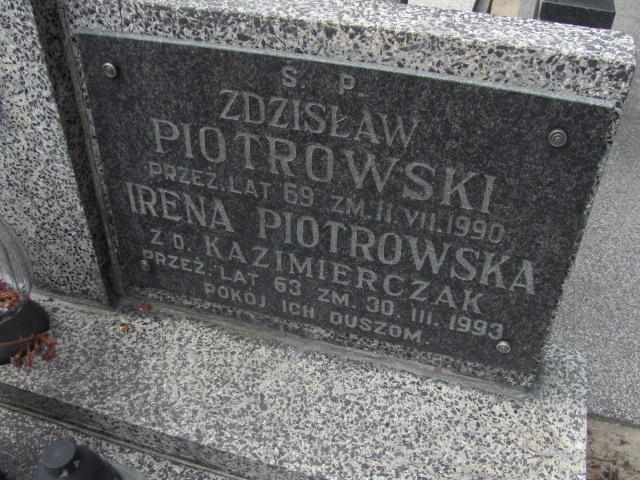 Ś. P.
ZDZISŁAW
PIOTROWSKI
PRZEŻ. LAT 69 ZM. 11. VII. 1990
IRENA PIOTROWSKA
Z D. KAZIMIERCZAK
PRZEŻ. LAT 63 ZM. 30. III. 1993
POKÓJ ICH DUSZOM